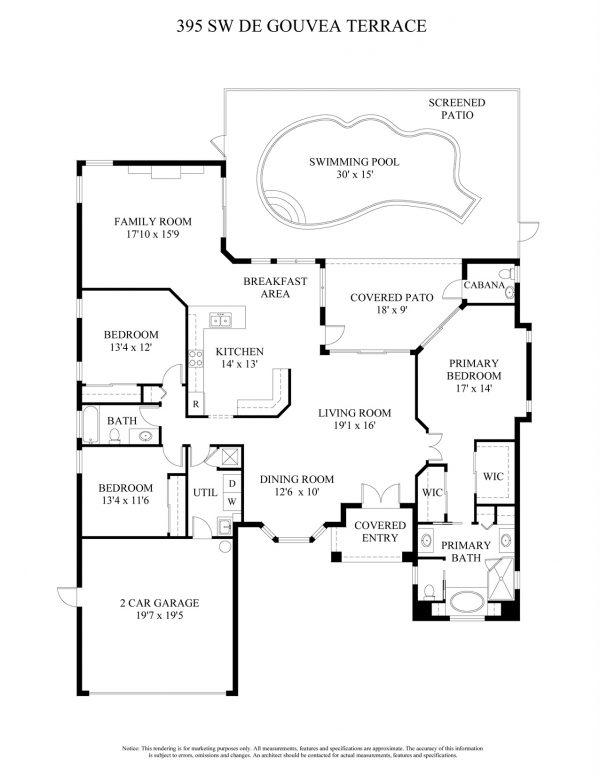 395 SW DE GOUVEA TERRACE
SCREENED
PATIO
SWIMMING POOL
30' x 15'
FAMILY ROOM
17'10 x 15'9
BREAKFAST
AREA
CABANA
COVERED PATO
18' x 9'
BEDROOM
13'4 x 12'
KITCHEN
14' x 13'
PRIMARY
BEDROOM
17' x 14'
R
BATH
LIVING ROOM
19'1 x 16'
WIC
DINING ROOM
12'6 x 10'
BEDROOM
13'4 x 11'6
UTIL
D
W
WIC
COVERED
ENTRY
PRIMARY
BATH
2 CAR GARAGE
19'7 x 19'5
Notice: This rendering is for marketing purposes only. All measurements, features and specifications are approximate. The accuracy of this information
is subject to errors, omissions and changes. An architect should be contacted for actual measurements, features and specifications.